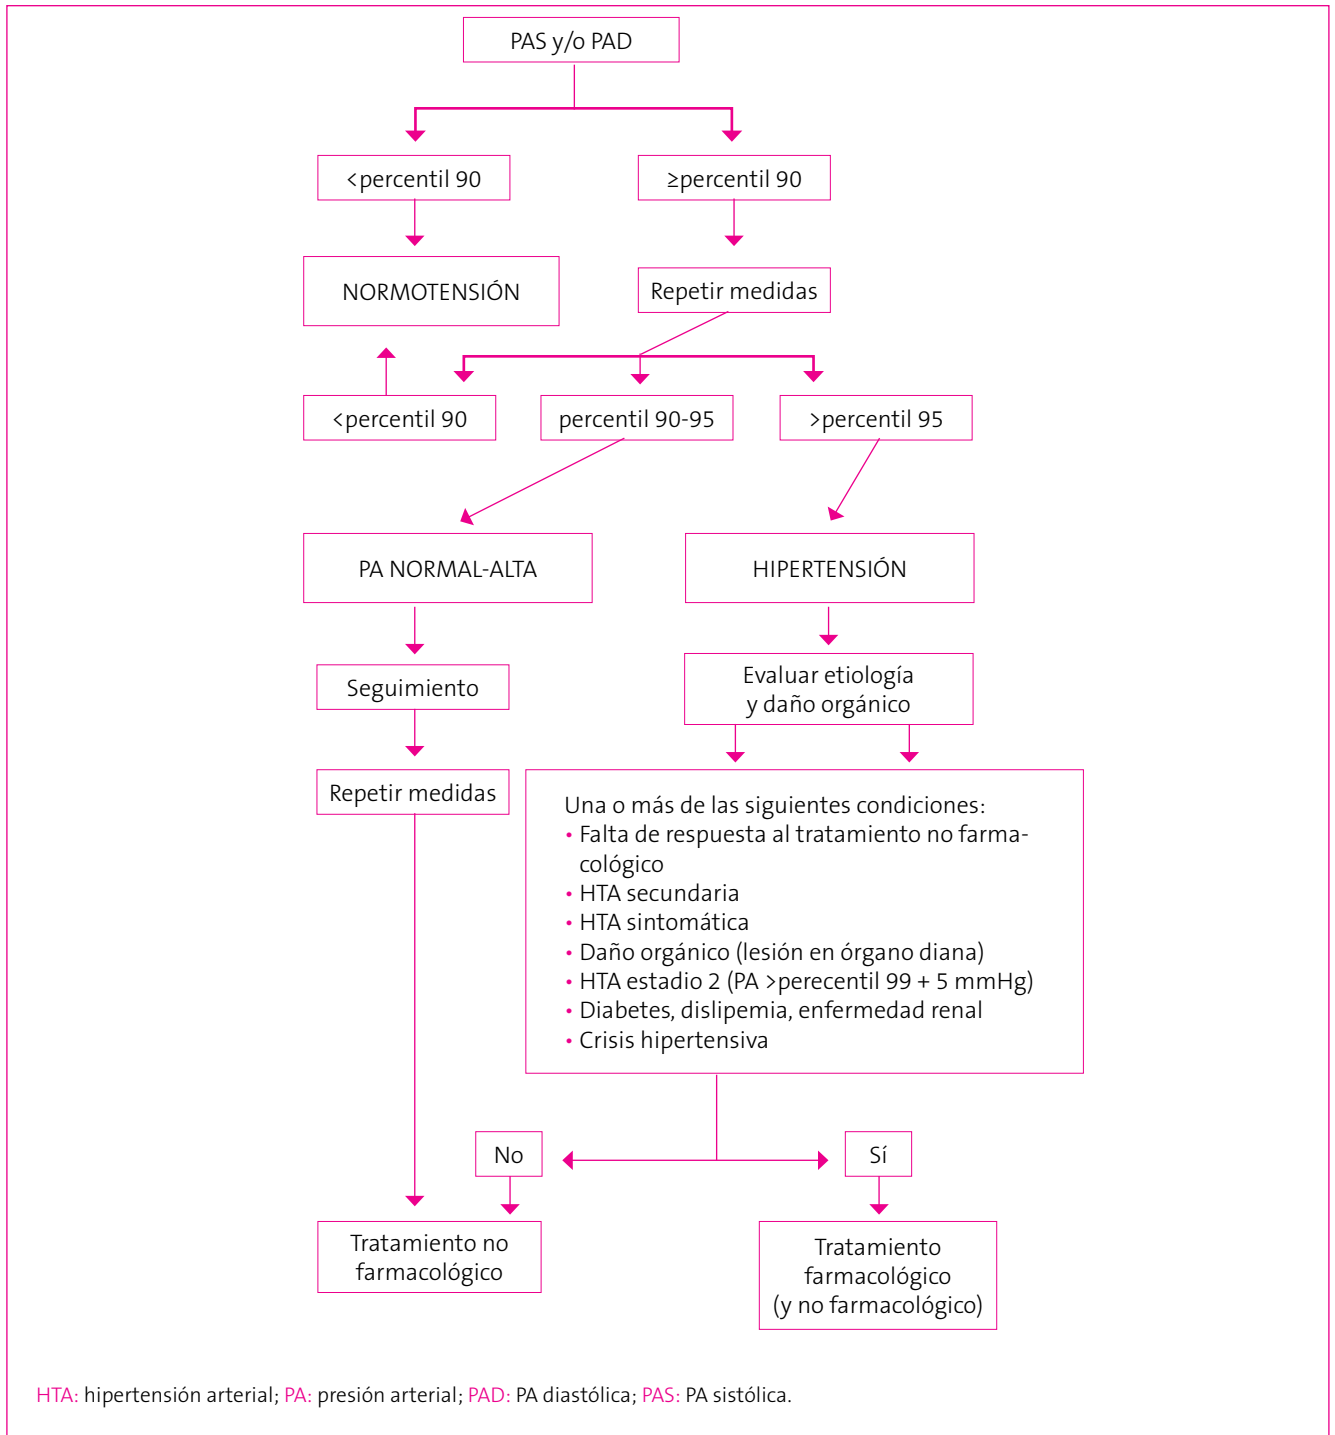 PAS y/o PAD
<percentil 90
≥percentil 90
NORMOTENSIÓN
Repetir medidas
<percentil 90
percentil 90-95
>percentil 95
PA NORMAL-ALTA
HIPERTENSIÓN
Seguimiento
Evaluar etiología
y daño orgánico
Repetir medidas
Una o más de las siguientes condiciones:
• Falta de respuesta al tratamiento no farma-
cológico
• HTA secundaria
• HTA sintomática
• Daño orgánico (lesión en órgano diana)
• HTA estadio 2 (PA >perecentil 99 + 5 mmHg)
• Diabetes, dislipemia, enfermedad renal
• Crisis hipertensiva
No
Sí
Tratamiento no
farmacológico
Tratamiento
farmacológico
(y no farmacológico)
HTA: hipertensión arterial; PA: presión arterial; PAD: PA diastólica; PAS: PA sistólica.